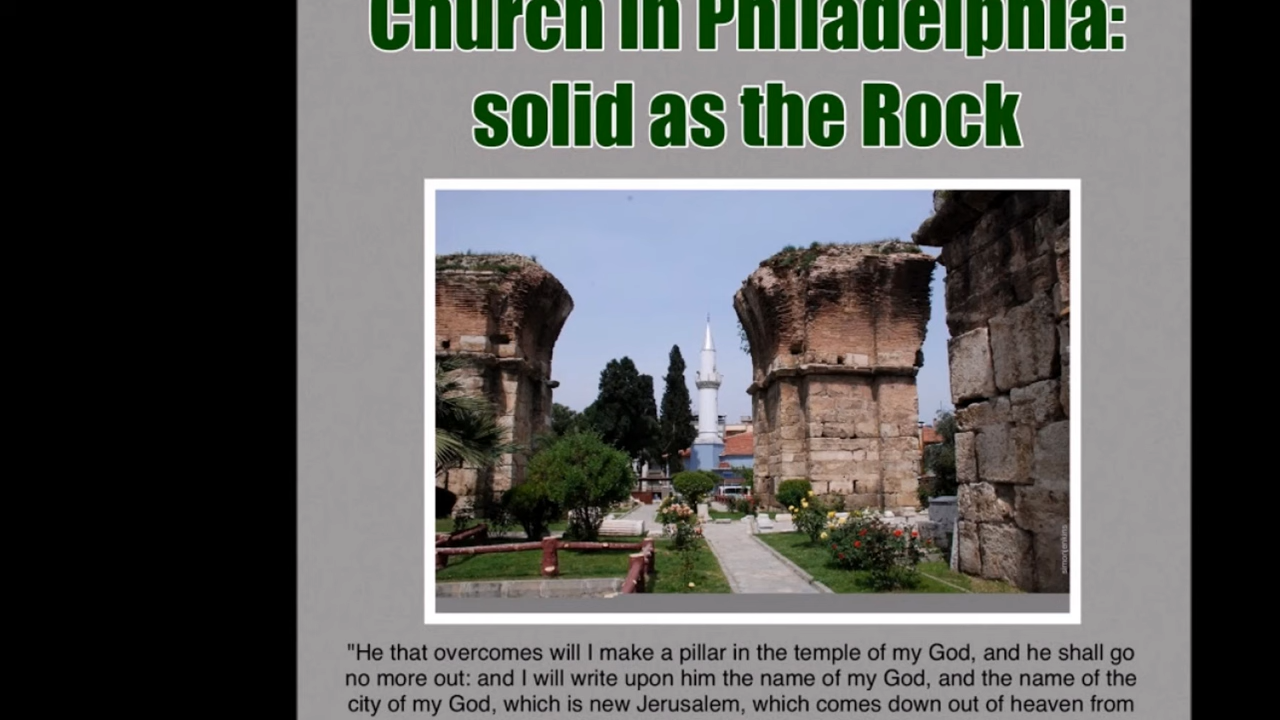 Church in Philadelphia:
solid as the Rock
"He that overcomes will I make a pillar in the temple of my God, and he shall go
no more out: and I will write upon him the name of my God, and the name of the
city of my God, which is new Jerusalem, which comes down out of heaven from